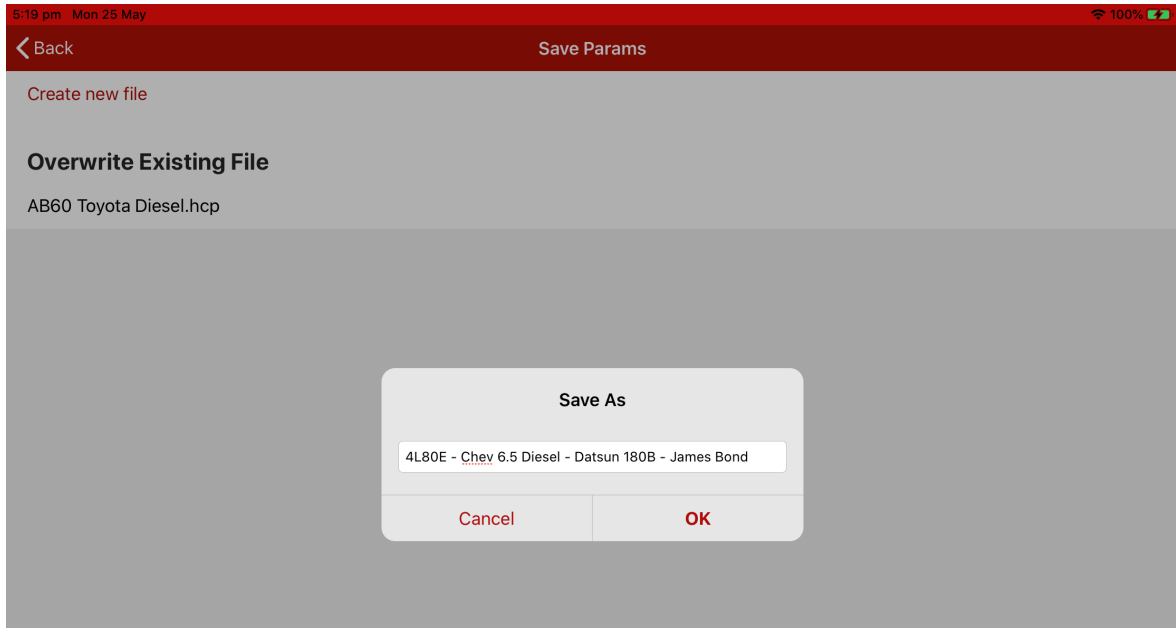 5:19 pm Mon 25 May 100%
Back Save Params
Create new file
Overwrite Existing File
AB60 Toyota Diesel.hcp
Save As
4L80E - Chev 6.5 Diesel - Datsun 180B - James Bond
Cancel OK